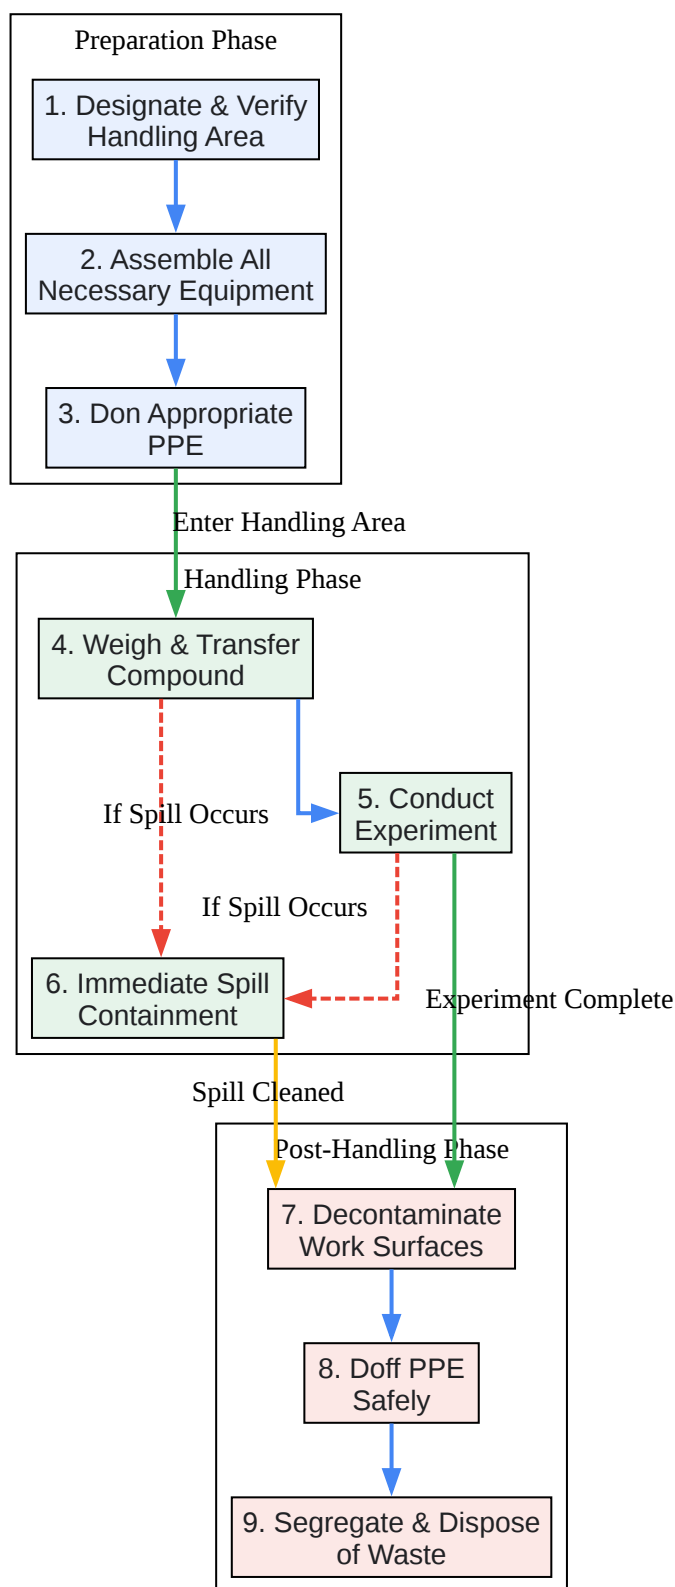 Preparation Phase
1. Designate & Verify
Handling Area
2. Assemble All
Necessary Equipment
3. Don Appropriate
PPE
Enter Handling Area
Handling Phase
4. Weigh & Transfer
Compound
5. Conduct
Experiment
If Spill Occurs
If Spill Occurs
6. Immediate Spill
Containment
Experiment Complete
Spill Cleaned
Post-Handling Phase
7. Decontaminate
Work Surfaces
8. Doff PPE
Safely
9. Segregate & Dispose
of Waste